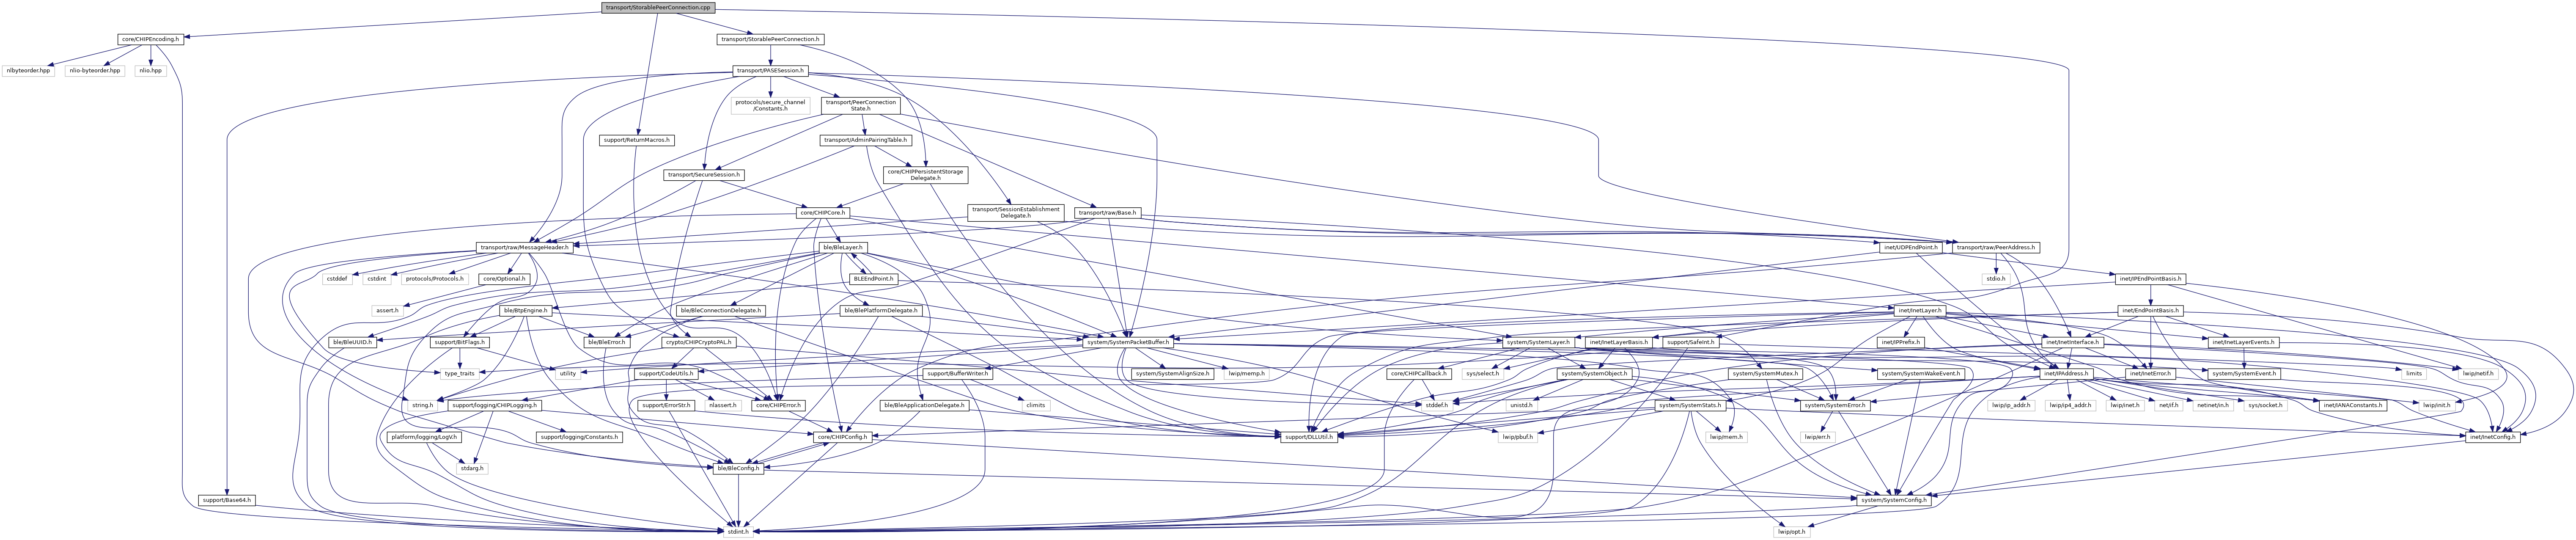 transport/StorablePeerConnection.cpp
core/CHIPEncoding.h
transport/StorablePeerConnection.h
nlbyteorder.hpp
nlio-byteorder.hpp
nlio.hpp
transport/PASESession.h
protocols/secure_channel
/Constants.h
transport/PeerConnection
State.h
support/ReturnMacros.h
transport/AdminPairingTable.h
transport/SecureSession.h
core/CHIPPersistentStorage
Delegate.h
core/CHIPCore.h
transport/SessionEstablishment
Delegate.h
transport/raw/Base.h
transport/raw/MessageHeader.h
ble/BleLayer.h
inet/UDPEndPoint.h
transport/raw/PeerAddress.h
cstddef
cstdint
protocols/Protocols.h
core/Optional.h
BLEEndPoint.h
stdio.h
inet/IPEndPointBasis.h
assert.h
ble/BtpEngine.h
ble/BleConnectionDelegate.h
ble/BlePlatformDelegate.h
inet/InetLayer.h
inet/EndPointBasis.h
ble/BleUUID.h
support/BitFlags.h
ble/BleError.h
crypto/CHIPCryptoPAL.h
system/SystemPacketBuffer.h
system/SystemLayer.h
inet/InetLayerBasis.h
support/SafeInt.h
inet/IPPrefix.h
inet/InetInterface.h
inet/InetLayerEvents.h
type_traits
utility
support/CodeUtils.h
support/BufferWriter.h
system/SystemAlignSize.h
lwip/memp.h
core/CHIPCallback.h
sys/select.h
system/SystemObject.h
system/SystemMutex.h
system/SystemWakeEvent.h
inet/IPAddress.h
inet/InetError.h
system/SystemEvent.h
limits
lwip/netif.h
string.h
support/logging/CHIPLogging.h
support/ErrorStr.h
nlassert.h
core/CHIPError.h
ble/BleApplicationDelegate.h
climits
stddef.h
unistd.h
system/SystemStats.h
system/SystemError.h
lwip/ip_addr.h
lwip/ip4_addr.h
lwip/inet.h
net/if.h
netinet/in.h
sys/socket.h
inet/IANAConstants.h
lwip/init.h
platform/logging/LogV.h
support/logging/Constants.h
core/CHIPConfig.h
support/DLLUtil.h
lwip/pbuf.h
lwip/mem.h
lwip/err.h
inet/InetConfig.h
stdarg.h
ble/BleConfig.h
support/Base64.h
system/SystemConfig.h
stdint.h
lwip/opt.h